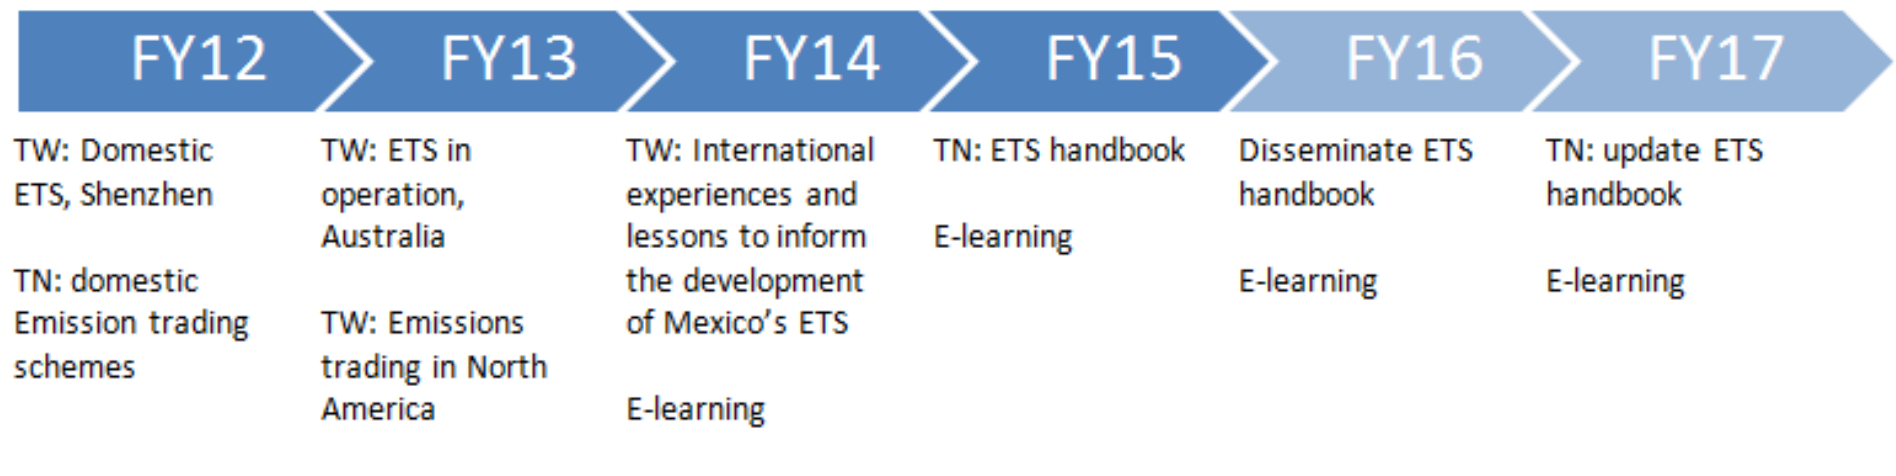 FY12
FY13
FY14
FY15
FY16
FY17
TW: Domestic
ETS, Shenzhen
TN: domestic
Emission trading
schemes
TW: ETS in
operation,
Australia
TW: Emissions
trading in North
America
TW: International
experiences and
lessons to inform
the development
of Mexico’s ETS
E-learning
TN: ETS handbook
E-learning
Disseminate ETS
handbook
E-learning
TN: update ETS
handbook
E-learning